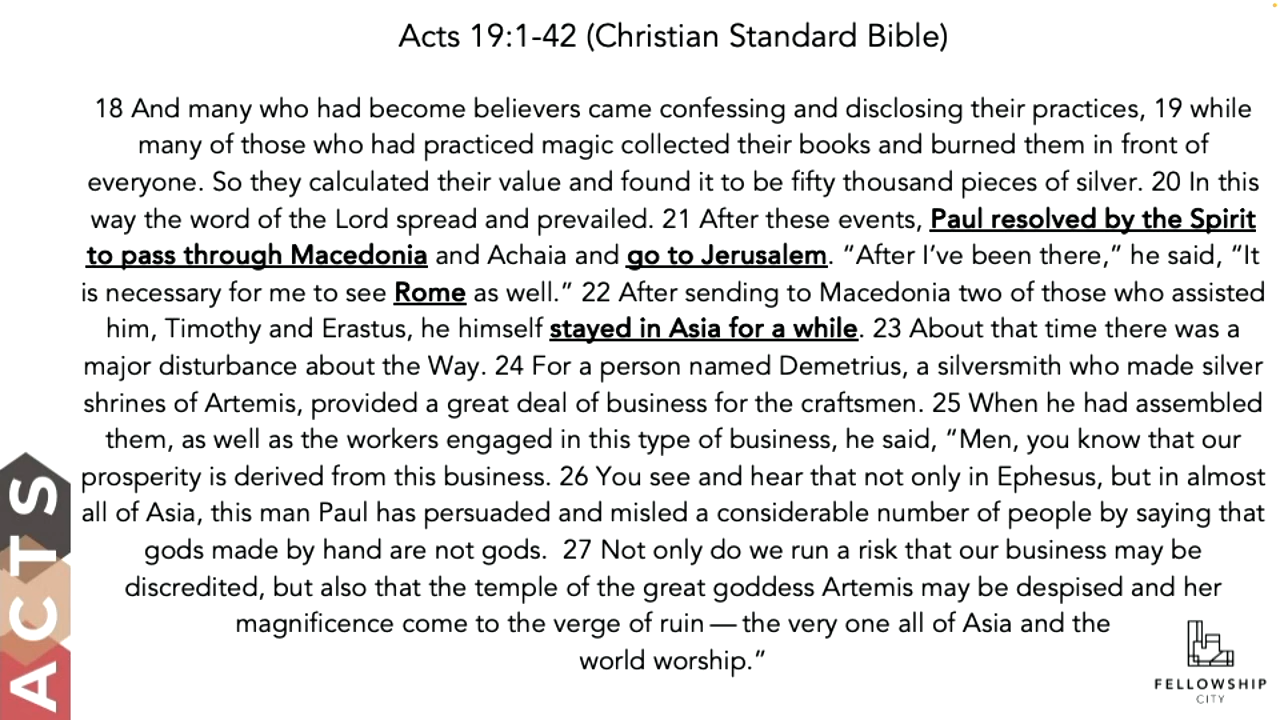 Acts 19:1-42 (Christian Standard Bible)
18 And many who had become believers came confessing and disclosing their practices, 19 while
many of those who had practiced magic collected their books and burned them in front of
everyone. So they calculated their value and found it to be fifty thousand pieces of silver. 20 In this
way the word of the Lord spread and prevailed. 21 After these events, Paul resolved by the Spirit
to pass through Macedonia and Achaia and go to Jerusalem. “After I’ve been there,” he said, “It
is necessary for me to see Rome as well.” 22 After sending to Macedonia two of those who assisted
him, Timothy and Erastus, he himself stayed in Asia for a while. 23 About that time there was a
major disturbance about the Way. 24 For a person named Demetrius, a silversmith who made silver
shrines of Artemis, provided a great deal of business for the craftsmen. 25 When he had assembled
them, as well as the workers engaged in this type of business, he said, “Men, you know that our
prosperity is derived from this business. 26 You see and hear that not only in Ephesus, but in almost
all of Asia, this man Paul has persuaded and misled a considerable number of people by saying that
gods made by hand are not gods.  27 Not only do we run a risk that our business may be
discredited, but also that the temple of the great goddess Artemis may be despised and her
magnificence come to the verge of ruin — the very one all of Asia and the
world worship.”
ACTS
FELLOWSHIP
CITY